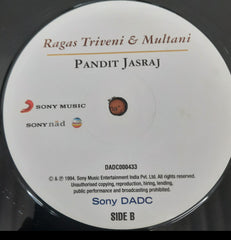 Ragas Triveni & Multani
PANDIT JASRAJ
SONY MUSIC
SONY nād
DADC000433
© & ℗ 1994. Sony Music Entertainment India Pvt. Ltd. All rights reserved.
Unauthorised copying, reproduction, hiring, lending,
public performance and broadcasting prohibited.
Sony DADC
SIDE B